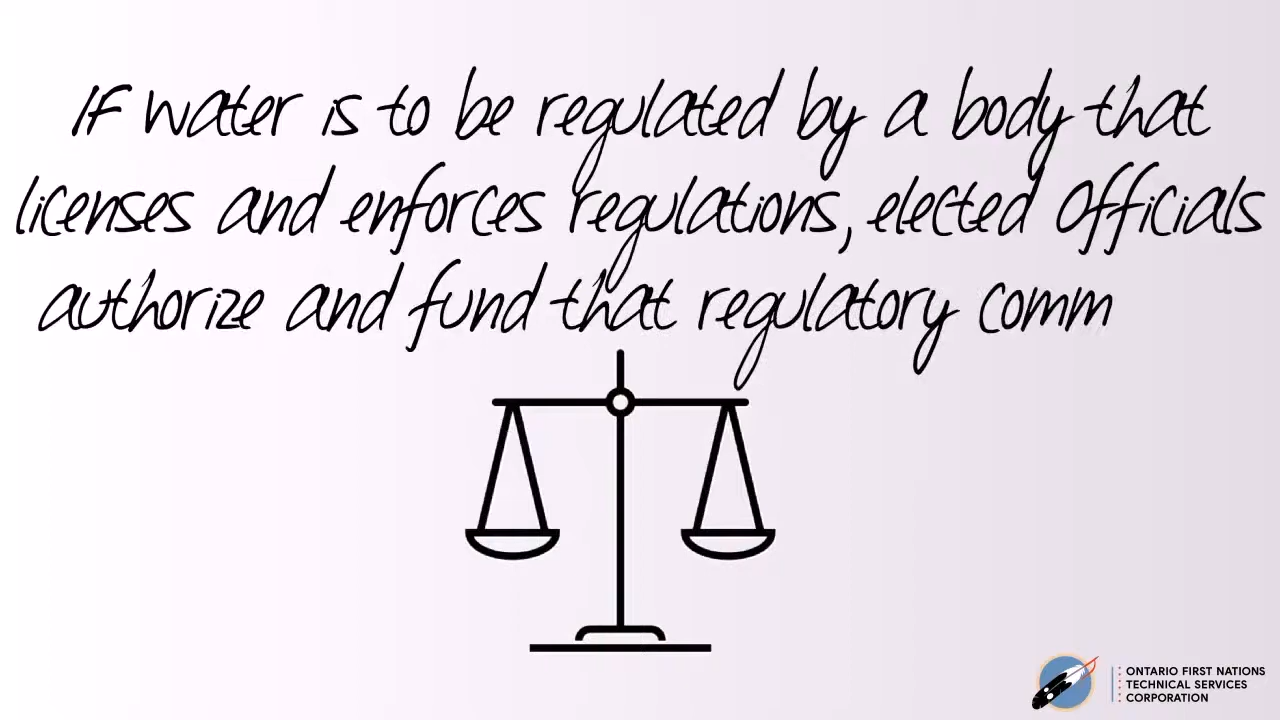 If water is to be regulated by a body that
licenses and enforces regulations, elected Officials
authorize and fund that regulatory comm
ONTARIO FIRST NATIONS
TECHNICAL SERVICES
CORPORATION